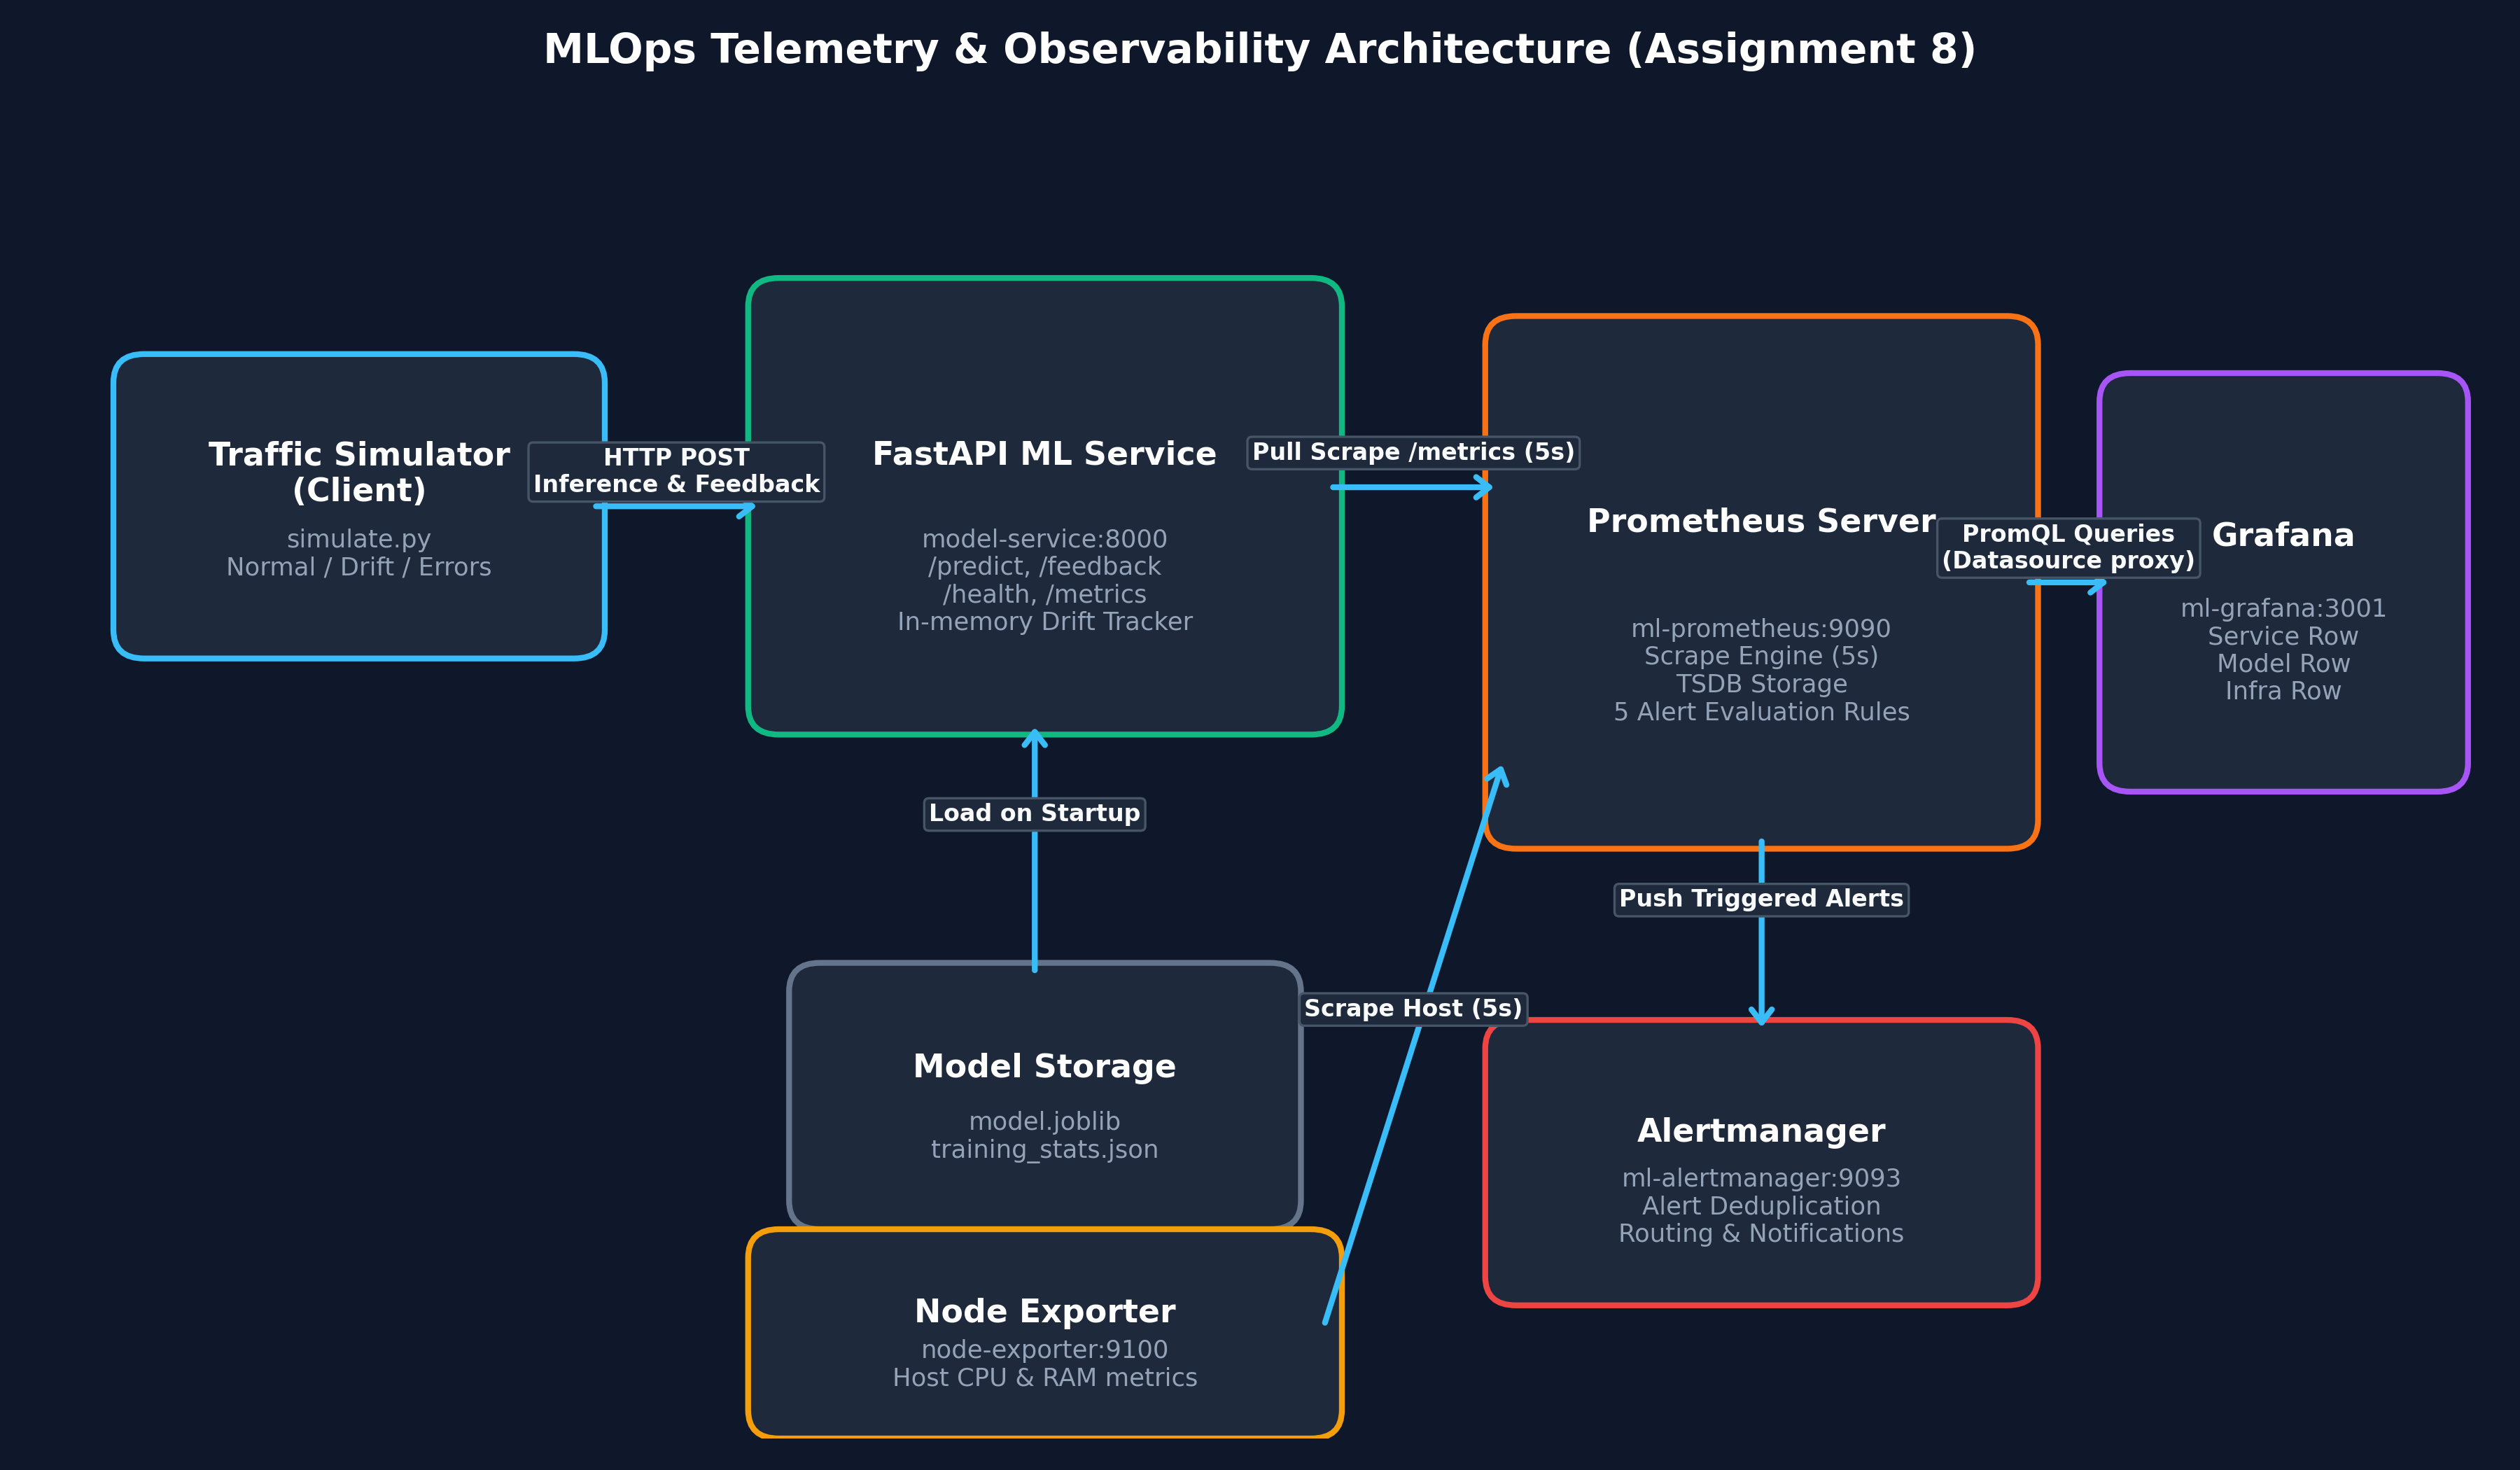 MLOps Telemetry & Observability Architecture (Assignment 8)
Traffic Simulator
(Client)
simulate.py
Normal / Drift / Errors
HTTP POST
Inference & Feedback
FastAPI ML Service
model-service:8000
/predict, /feedback
/health, /metrics
In-memory Drift Tracker
Pull Scrape /metrics (5s)
Prometheus Server
ml-prometheus:9090
Scrape Engine (5s)
TSDB Storage
5 Alert Evaluation Rules
PromQL Queries
(Datasource proxy)
Grafana
ml-grafana:3001
Service Row
Model Row
Infra Row
Load on Startup
Push Triggered Alerts
Scrape Host (5s)
Model Storage
model.joblib
training_stats.json
Alertmanager
ml-alertmanager:9093
Alert Deduplication
Routing & Notifications
Node Exporter
node-exporter:9100
Host CPU & RAM metrics